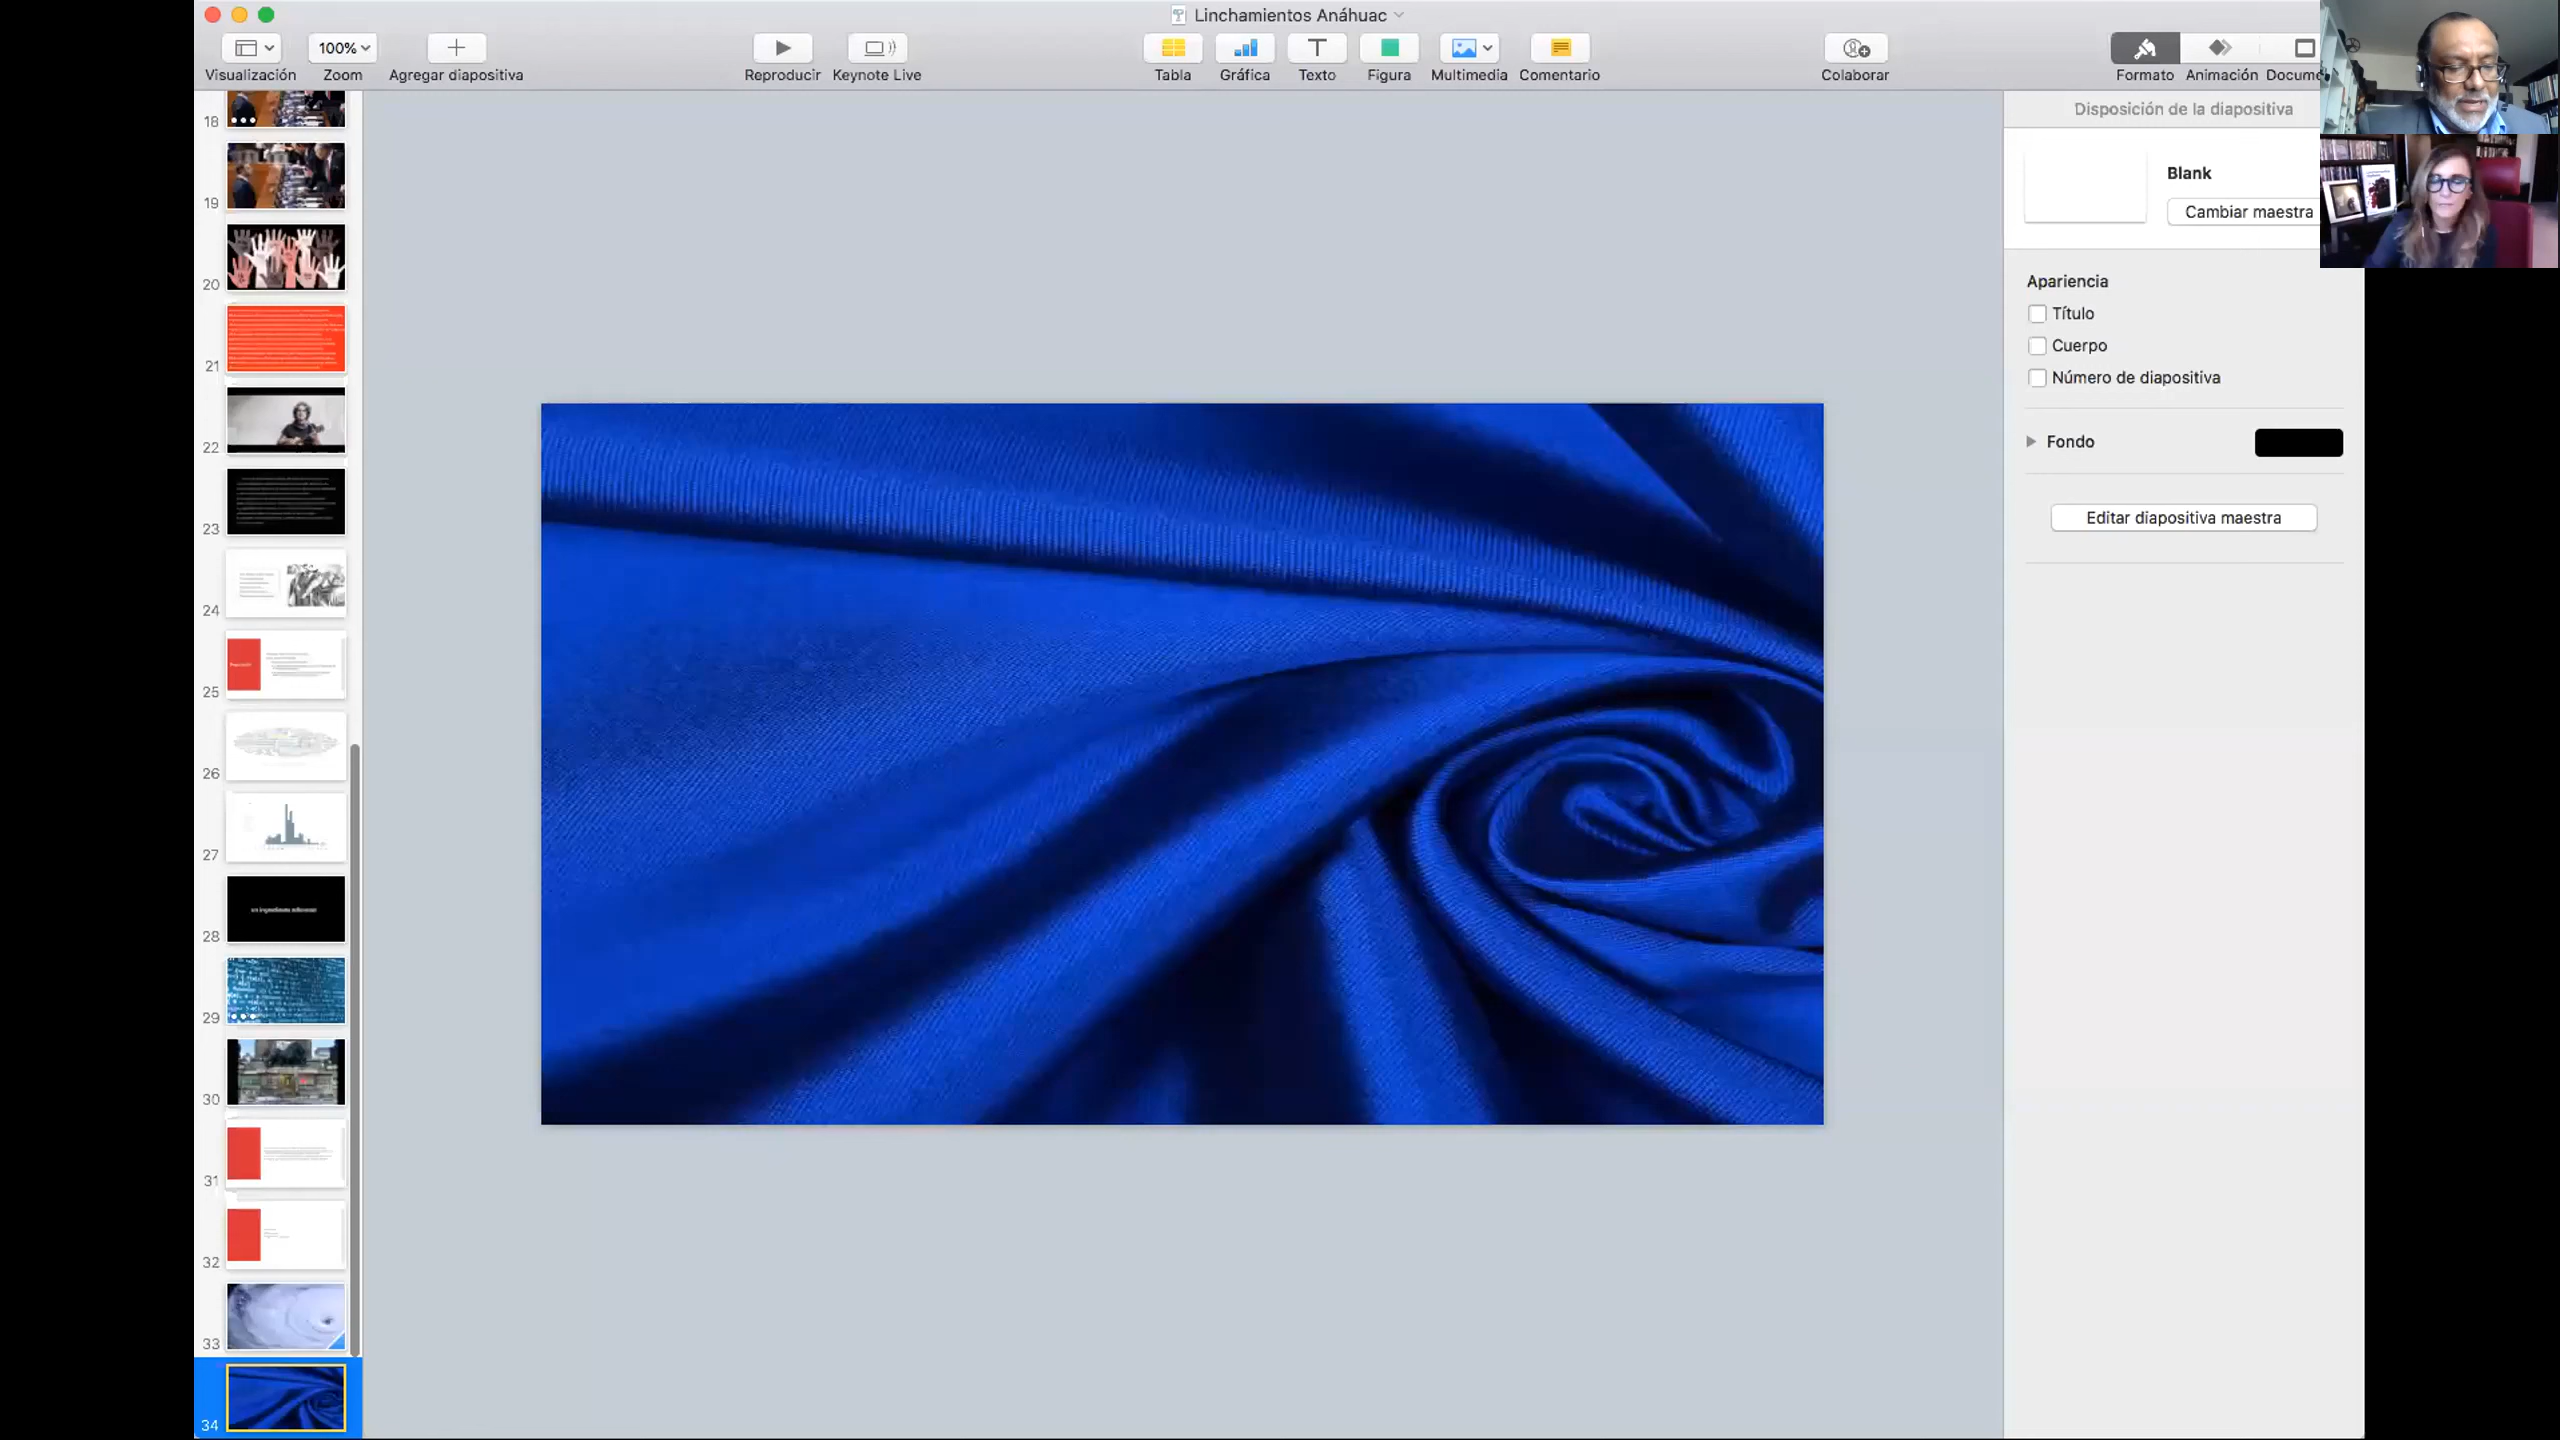 Linchamientos Anáhuac
100%
Visualización
Zoom
Agregar diapositiva
Reproducir
Keynote Live
Tabla
Gráfica
Texto
Figura
Multimedia
Comentario
Colaborar
Formato
Animación
Docum
Disposición de la diapositiva
Blank
Cambiar maestra
Apariencia
Título
Cuerpo
Número de diapositiva
Fondo
Editar diapositiva maestra
18
19
20
21
22
23
24
25
26
27
28
29
30
31
32
33
34